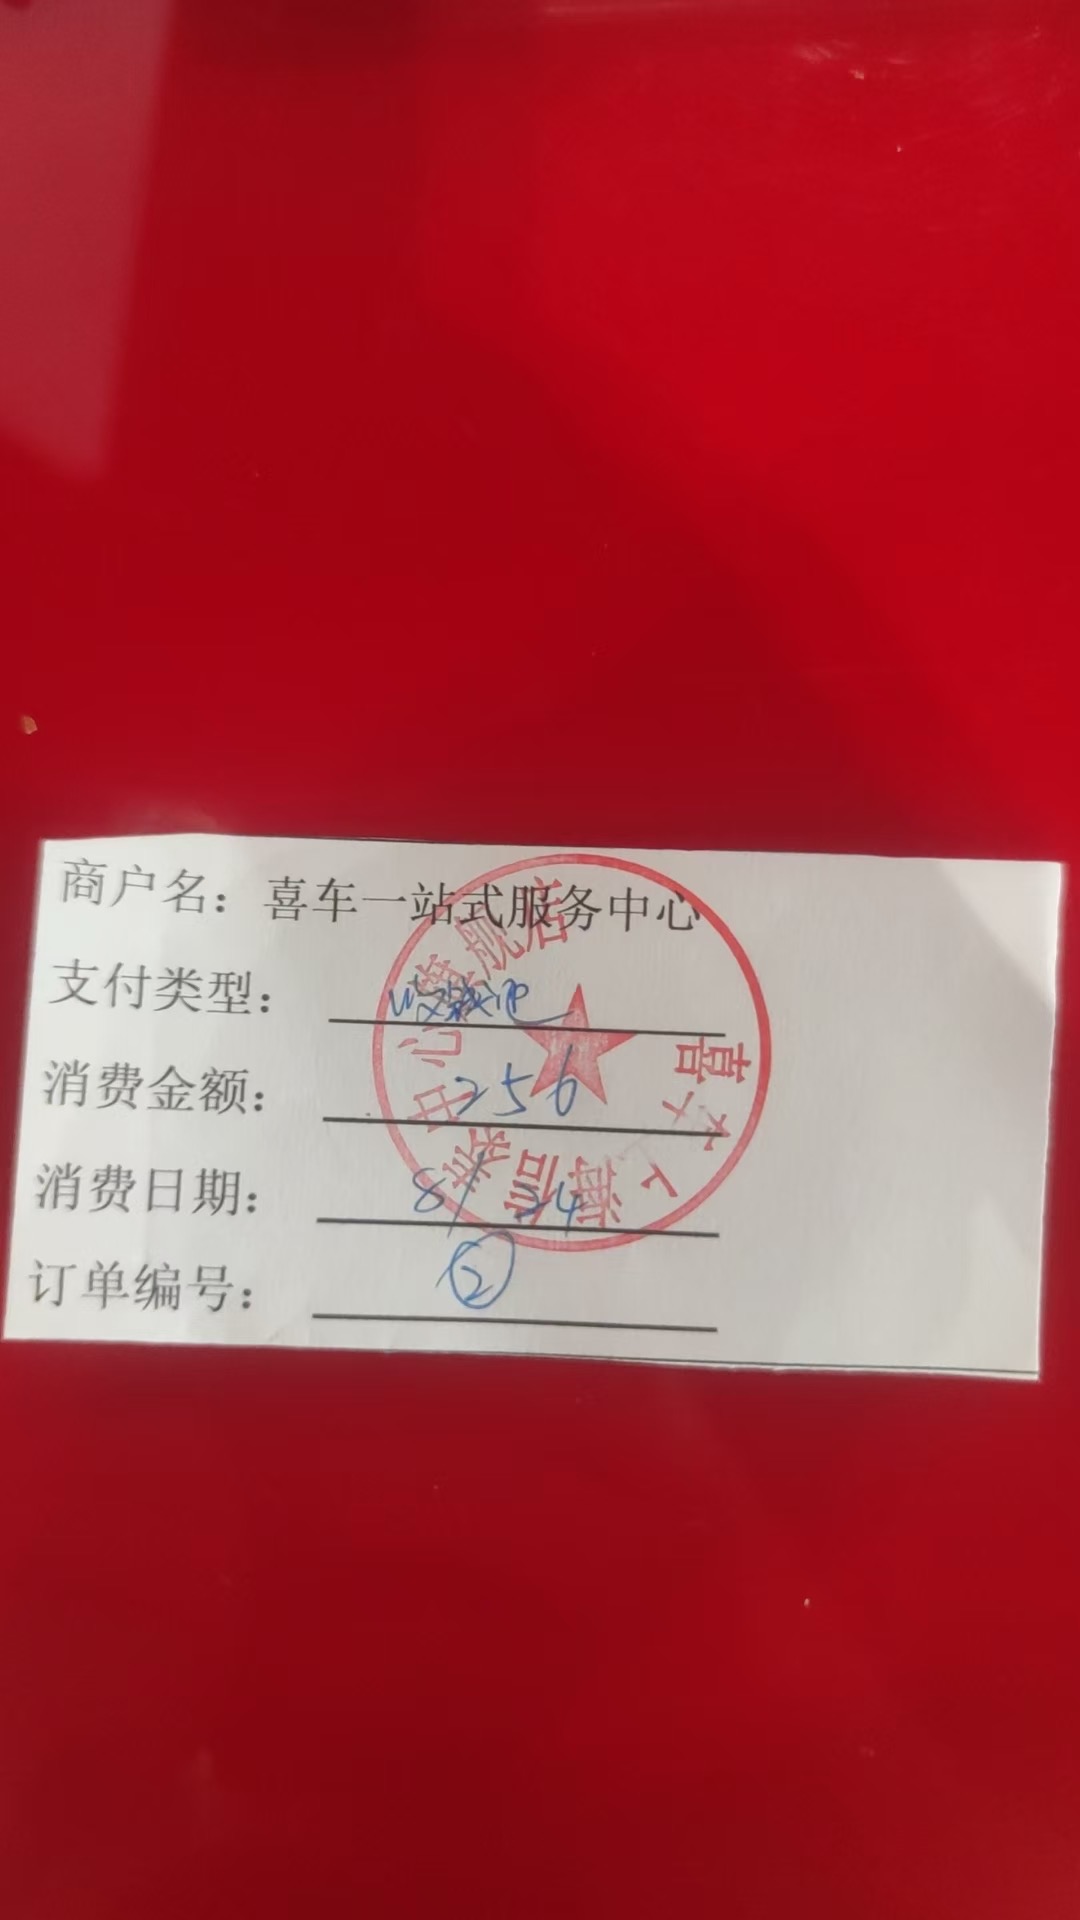 商户名：喜车一站式服务中心
支付类型：
消费金额：256
消费日期：8/24
订单编号：②